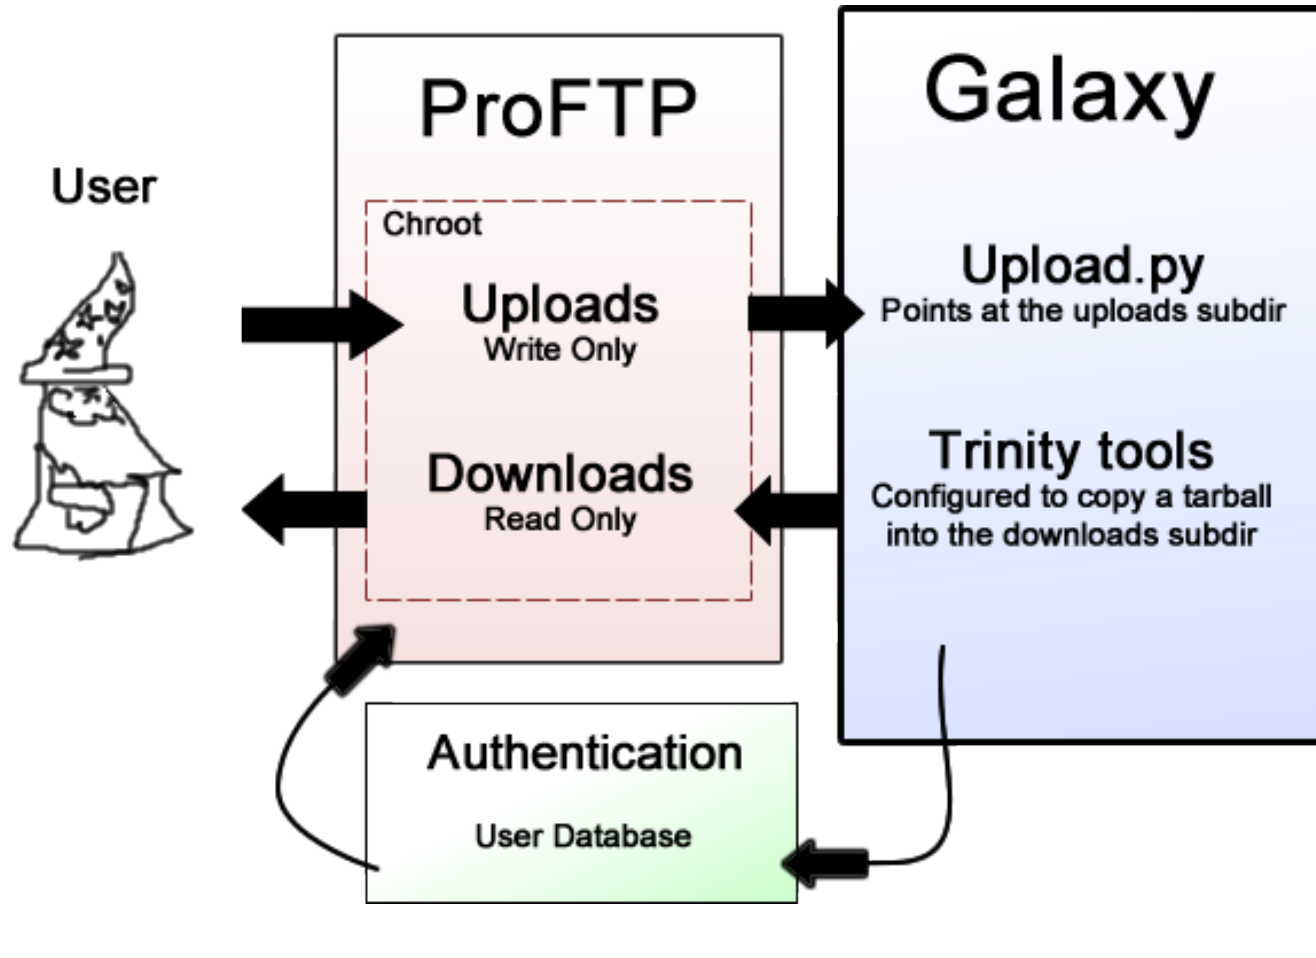 User
ProFTP
Chroot
Uploads
Write Only
Downloads
Read Only
Galaxy
Upload.py
Points at the uploads subdir
Trinity tools
Configured to copy a tarball
into the downloads subdir
Authentication
User Database